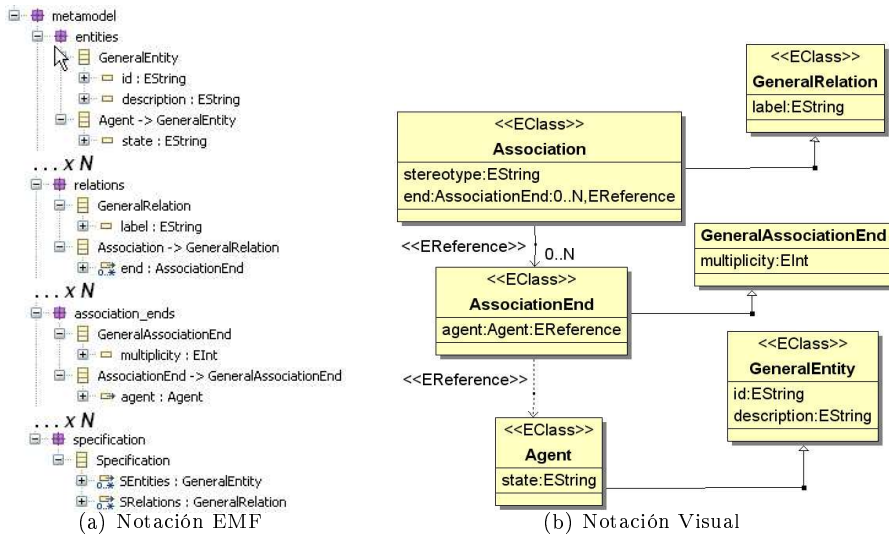 metamodel
entities
GeneralEntity
id : EString
description : EString
Agent -> GeneralEntity
state : EString
. . . x N
relations
GeneralRelation
label : EString
Association -> GeneralRelation
0..* end : AssociationEnd
. . . x N
association_ends
GeneralAssociationEnd
multiplicity : EInt
AssociationEnd -> GeneralAssociationEnd
agent : Agent
. . . x N
specification
Specification
0..* SEntities : GeneralEntity
0..* SRelations : GeneralRelation
(a) Notación EMF
<<EClass>>
GeneralRelation
label:EString
<<EClass>>
Association
stereotype:EString
end:AssociationEnd:0..N,EReference
<<EReference>>
0..N
GeneralAssociationEnd
multiplicity:EInt
<<EClass>>
AssociationEnd
agent:Agent:EReference
<<EReference>>
<<EClass>>
GeneralEntity
id:EString
description:EString
<<EClass>>
Agent
state:EString
(b) Notación Visual